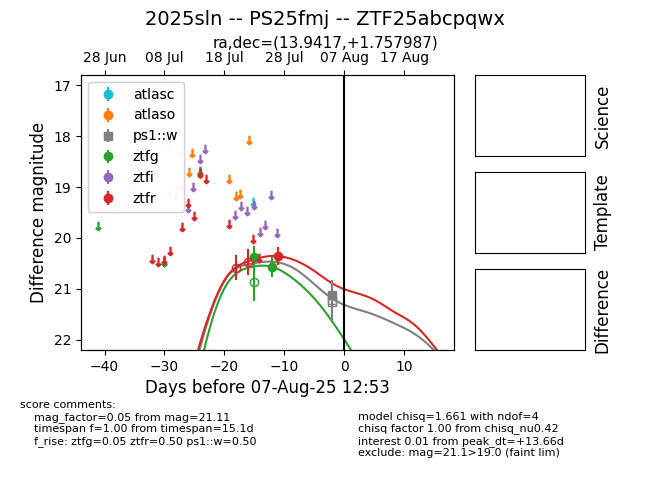 2025sln -- PS25fmj -- ZTF25abcpqwx
ra,dec=(13.9417,+1.757987)
28 Jun 08 Jul 18 Jul 28 Jul 07 Aug 17 Aug
17
18
19
20
21
22
Difference magnitude
atlasc
atlaso
ps1::w
ztfg
ztfi
ztfr
−40 −30 −20 −10 0 10
Days before 07-Aug-25 12:53
Science
Template
Difference
score comments:
mag_factor=0.05 from mag=21.11
timespan f=1.00 from timespan=15.1d
f_rise: ztfg=0.05 ztfr=0.50 ps1::w=0.50
model chisq=1.661 with ndof=4
chisq factor 1.00 from chisq_nu0.42
interest 0.01 from peak_dt=+13.66d
exclude: mag=21.1>19.0 (faint lim)